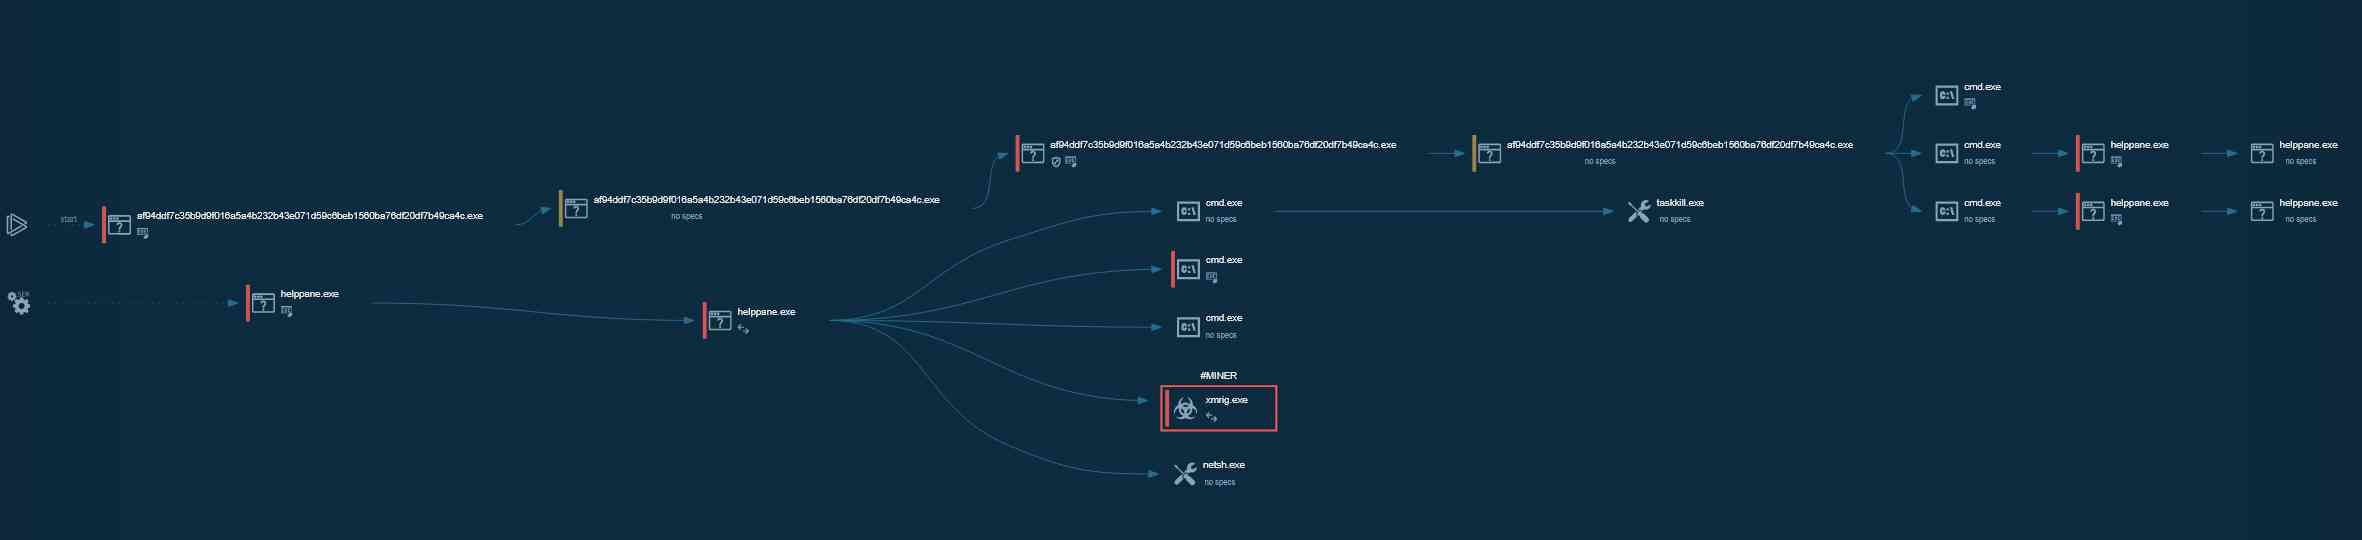 start
af94ddf7c35b9d9f016a5a4b232b43e071d59c6beb1560ba76df20df7b49ca4c.exe
af94ddf7c35b9d9f016a5a4b232b43e071d59c6beb1560ba76df20df7b49ca4c.exe
no specs
af94ddf7c35b9d9f016a5a4b232b43e071d59c6beb1560ba76df20df7b49ca4c.exe
af94ddf7c35b9d9f016a5a4b232b43e071d59c6beb1560ba76df20df7b49ca4c.exe
no specs
C:\
cmd.exe
C:\
cmd.exe
no specs
helppane.exe
helppane.exe
no specs
C:\
cmd.exe
no specs
helppane.exe
helppane.exe
no specs
helppane.exe
helppane.exe
C:\
cmd.exe
no specs
taskkill.exe
no specs
C:\
cmd.exe
C:\
cmd.exe
no specs
#MINER
xmrig.exe
netsh.exe
no specs